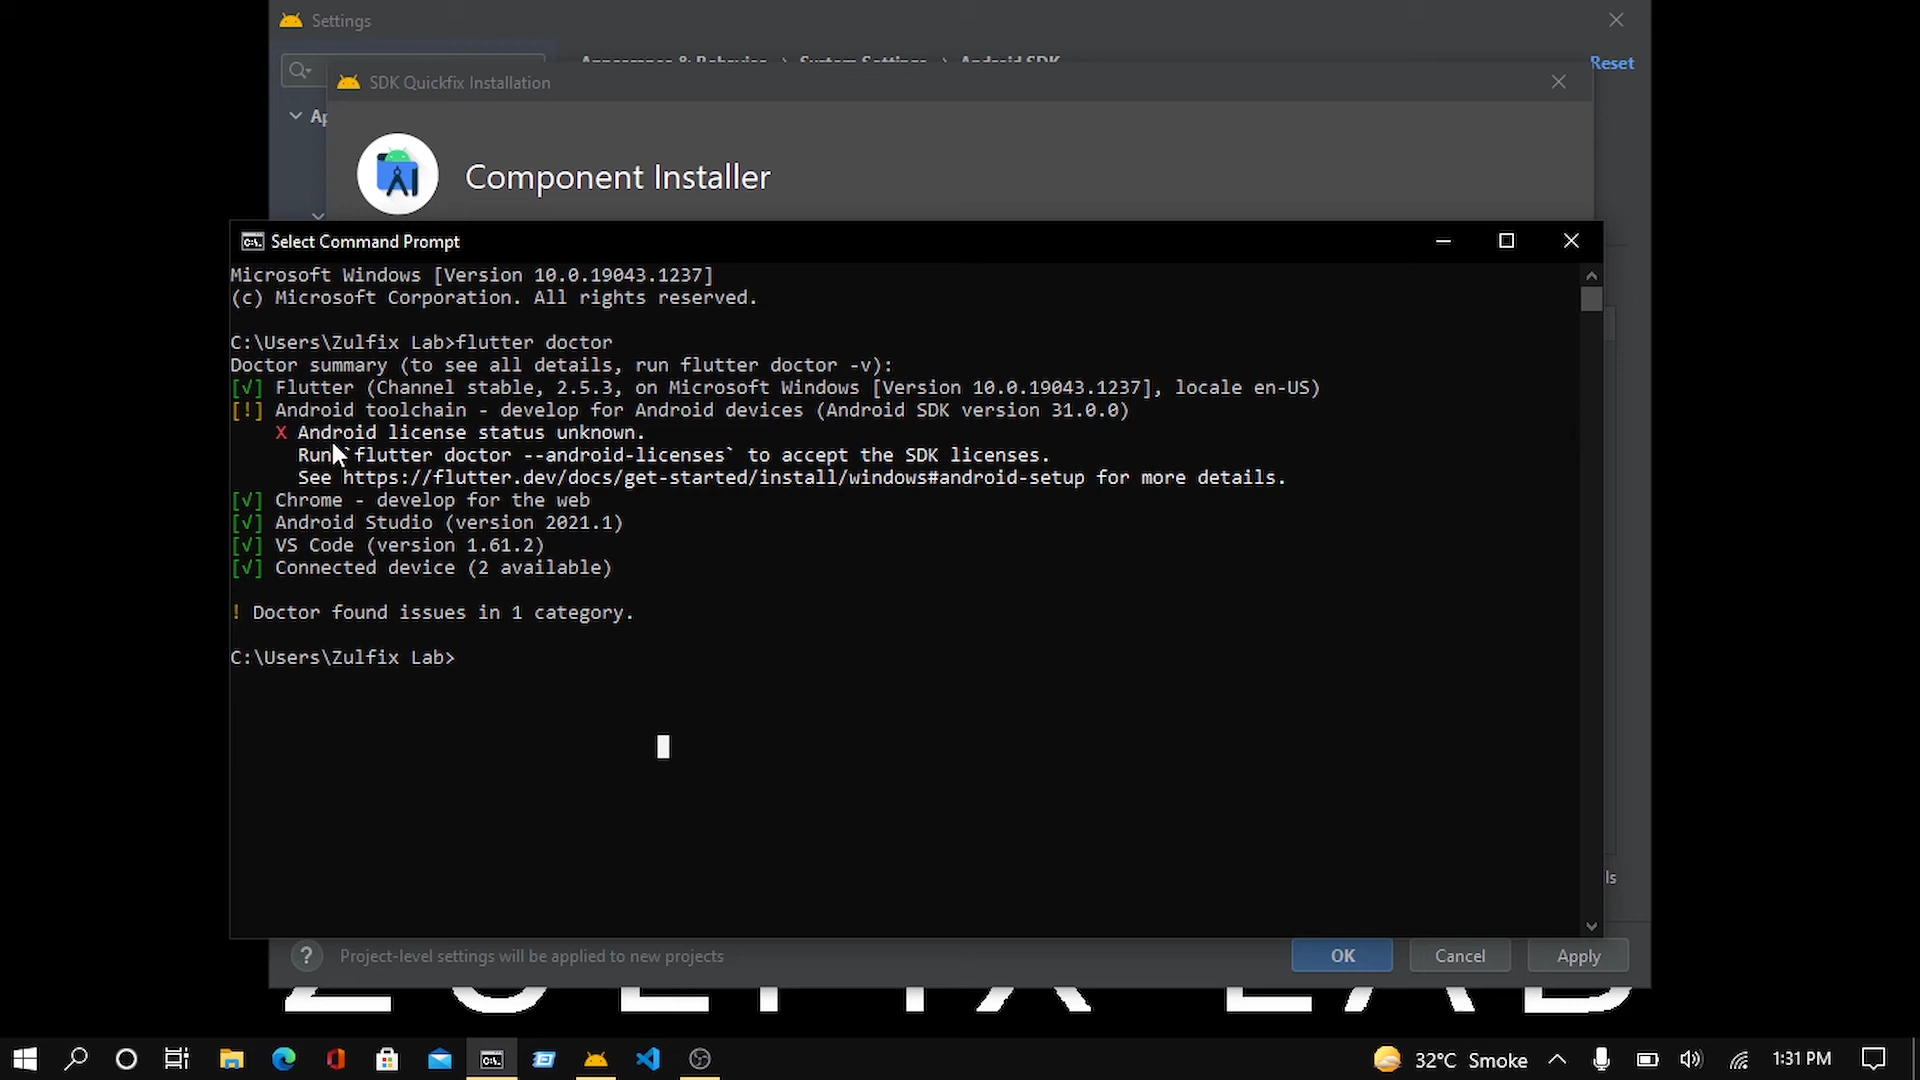 Settings
Appearance & Behavior › System Settings › Android SDK
Reset
SDK Quickfix Installation
Ap
Component Installer
Select Command Prompt
Microsoft Windows [Version 10.0.19043.1237]
(c) Microsoft Corporation. All rights reserved.
C:\Users\Zulfix Lab>flutter doctor
Doctor summary (to see all details, run flutter doctor -v):
[√] Flutter (Channel stable, 2.5.3, on Microsoft Windows [Version 10.0.19043.1237], locale en-US)
[!] Android toolchain - develop for Android devices (Android SDK version 31.0.0)
X Android license status unknown.
Run `flutter doctor --android-licenses` to accept the SDK licenses.
See https://flutter.dev/docs/get-started/install/windows#android-setup for more details.
[√] Chrome - develop for the web
[√] Android Studio (version 2021.1)
[√] VS Code (version 1.61.2)
[√] Connected device (2 available)
! Doctor found issues in 1 category.
C:\Users\Zulfix Lab>
ls
? Project-level settings will be applied to new projects
OK
Cancel
Apply
ZULFIX LAB
32°C Smoke
1:31 PM